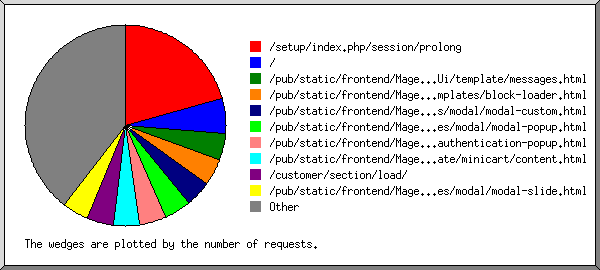 /setup/index.php/session/prolong
/
/pub/static/frontend/Mage...Ui/template/messages.html
/pub/static/frontend/Mage...mplates/block-loader.html
/pub/static/frontend/Mage...s/modal/modal-custom.html
/pub/static/frontend/Mage...es/modal/modal-popup.html
/pub/static/frontend/Mage...authentication-popup.html
/pub/static/frontend/Mage...ate/minicart/content.html
/customer/section/load/
/pub/static/frontend/Mage...es/modal/modal-slide.html
Other
The wedges are plotted by the number of requests.